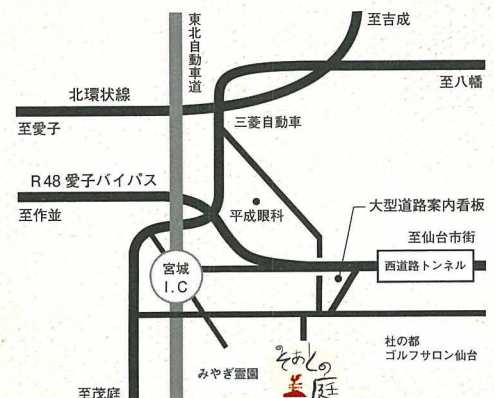 東北自動車道
至吉成
北環状線
至八幡
至愛子
三菱自動車
R48 愛子バイパス
大型道路案内看板
至作並
平成眼科
至仙台市街
西道路トンネル
宮城
I.C
杜の都
ゴルフサロン仙台
みやぎ霊園
至茂庭
庭